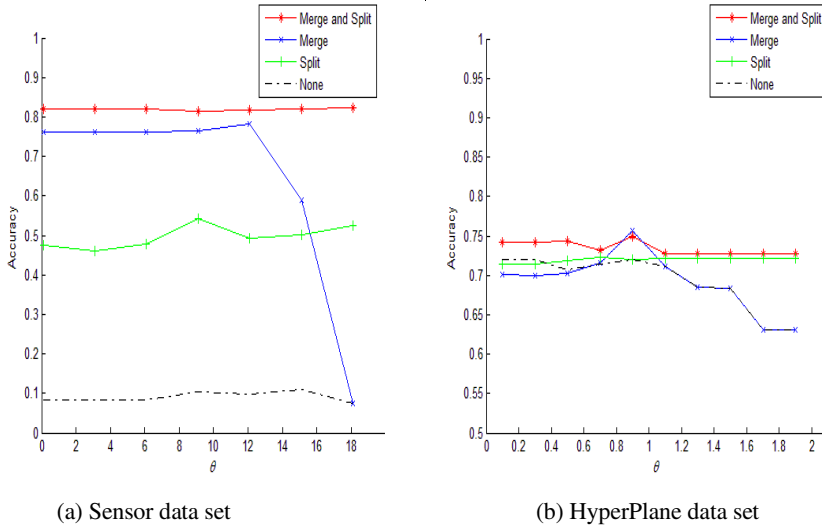 Merge and Split
Merge
Split
None
1
0.9
0.8
0.7
0.6
0.5
0.4
0.3
0.2
0.1
0
Accuracy
0 2 4 6 8 10 12 14 16 18
θ
(a) Sensor data set
Merge and Split
Merge
Split
None
1
0.95
0.9
0.85
0.8
0.75
0.7
0.65
0.6
0.55
0.5
Accuracy
0 0.2 0.4 0.6 0.8 1 1.2 1.4 1.6 1.8 2
θ
(b) HyperPlane data set